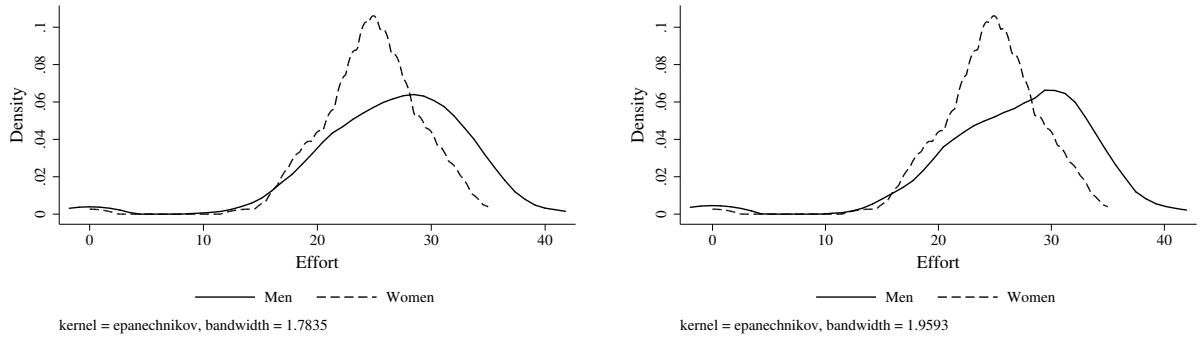 Density
0 .02 .04 .06 .08 .1
0 10 20 30 40
Effort
Men Women
kernel = epanechnikov, bandwidth = 1.7835
Density
0 .02 .04 .06 .08 .1
0 10 20 30 40
Effort
Men Women
kernel = epanechnikov, bandwidth = 1.9593